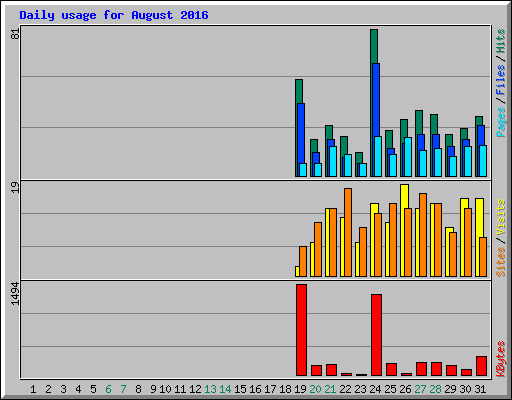 Daily usage for August 2016
81
Pages / Files / Hits
19
Sites / Visits
1494
KBytes
1 2 3 4 5 6 7 8 9 10 11 12 13 14 15 16 17 18 19 20 21 22 23 24 25 26 27 28 29 30 31